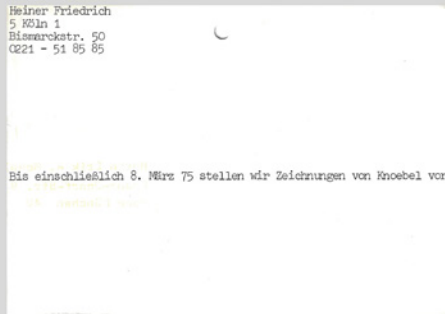 Heiner Friedrich
5 Köln 1
Bismarckstr. 50
0221 - 51 85 85
Bis einschließlich 8. März 75 stellen wir Zeichnungen von Knoebel vor